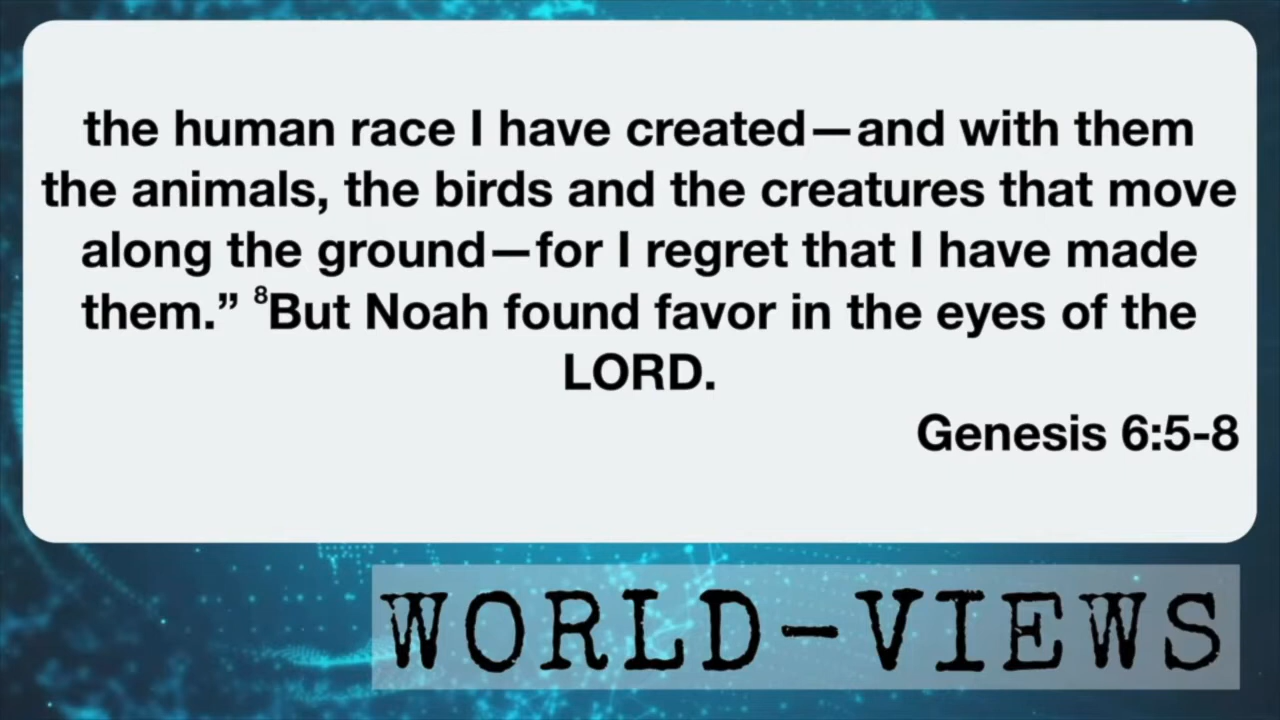 the human race I have created—and with them
the animals, the birds and the creatures that move
along the ground—for I regret that I have made
them.” ⁸But Noah found favor in the eyes of the
LORD.
Genesis 6:5-8
WORLD-VIEWS